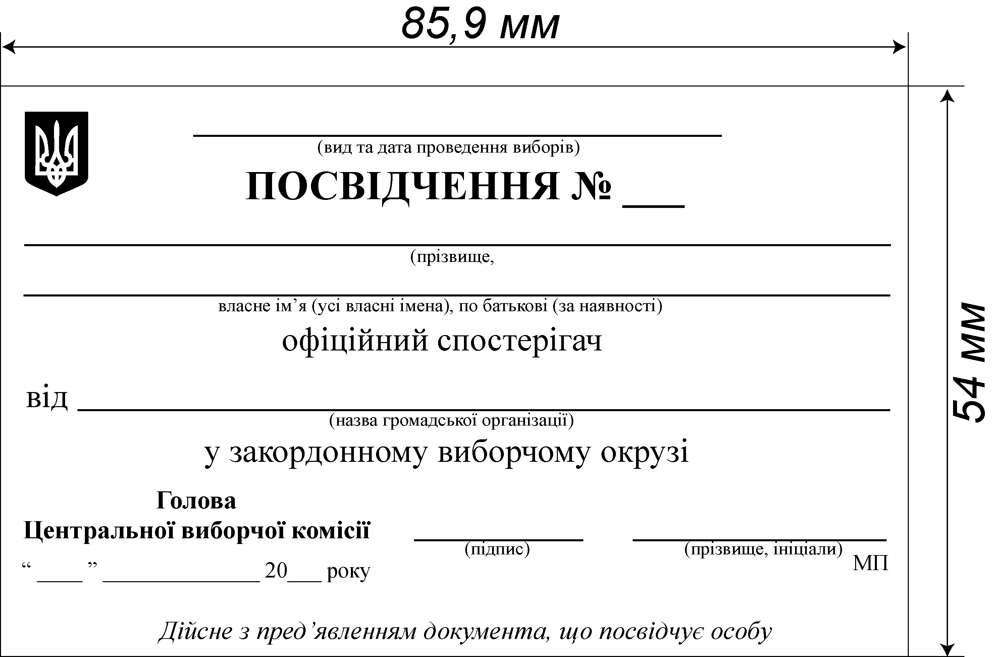 85,9 мм
(вид та дата проведення виборів)
ПОСВІДЧЕННЯ № ___
(прізвище,
власне ім’я (усі власні імена), по батькові (за наявності)
офіційний спостерігач
від ___
(назва громадської організації)
у закордонному виборчому окрузі
Голова
Центральної виборчої комісії
(підпис) (прізвище, ініціали)
“ ___ ” ___ 20___ року МП
Дійсне з пред’явленням документа, що посвідчує особу
54 мм